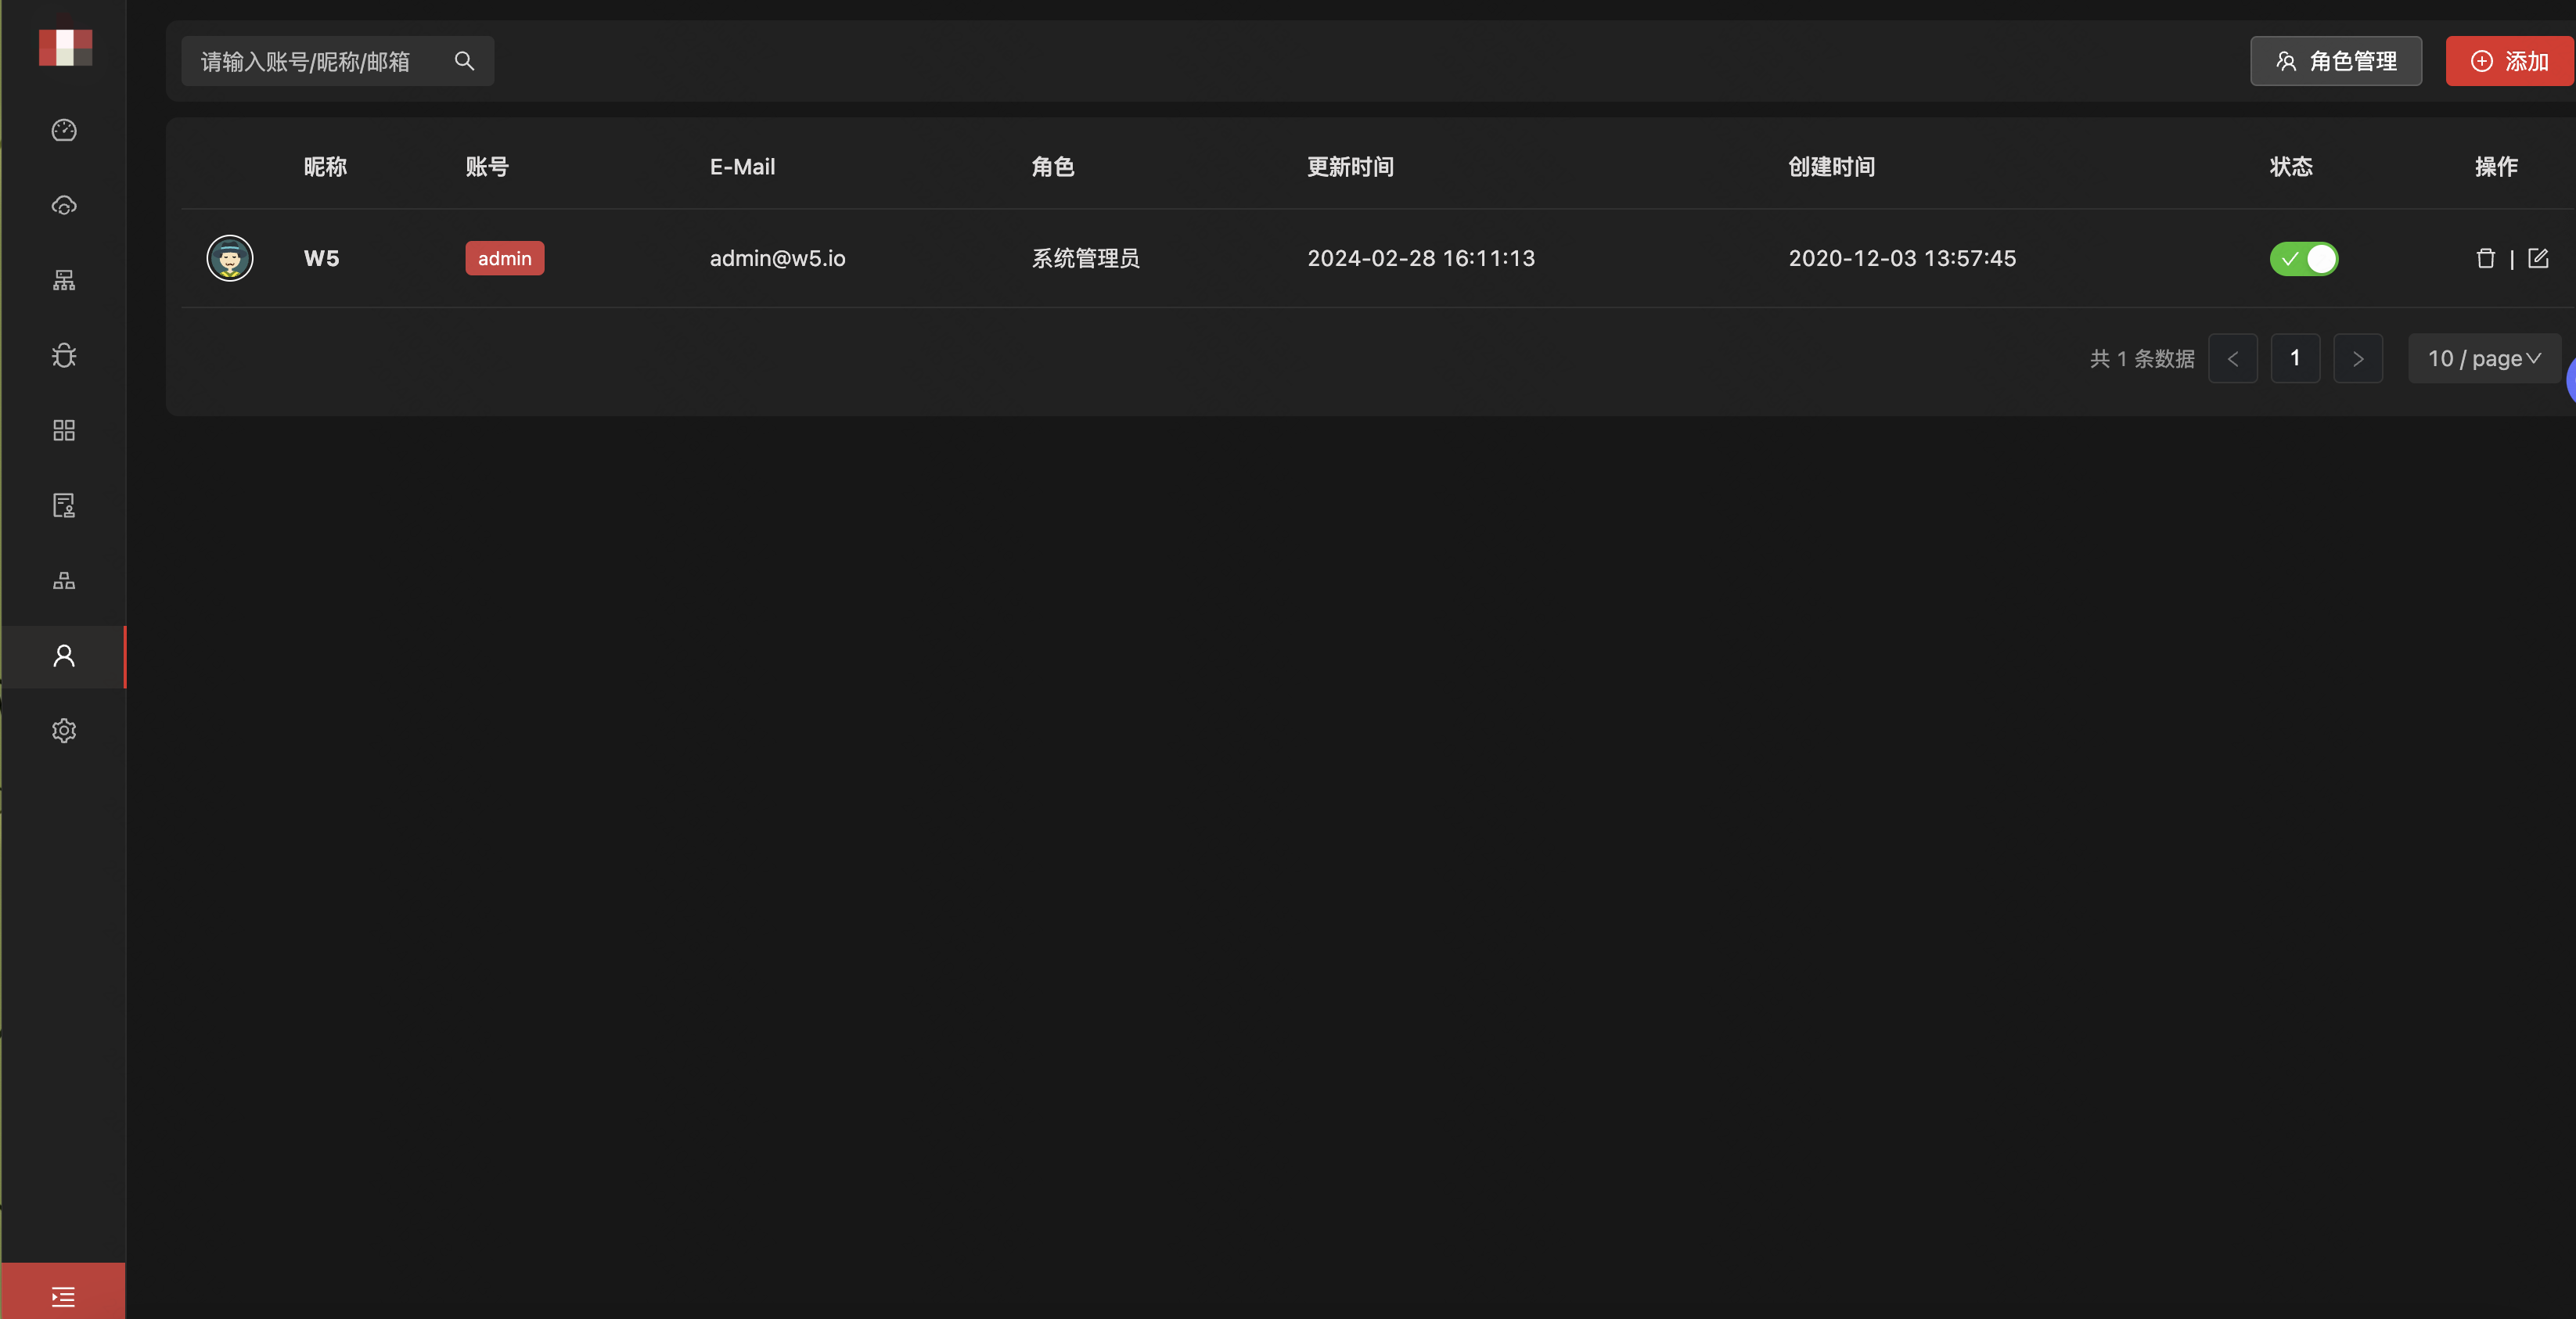 请输入账号/昵称/邮箱
角色管理
添加
昵称 账号 E-Mail 角色 更新时间 创建时间 状态 操作
W5 admin admin@w5.io 系统管理员 2024-02-28 16:11:13 2020-12-03 13:57:45 |
共 1 条数据 < 1 > 10 / page